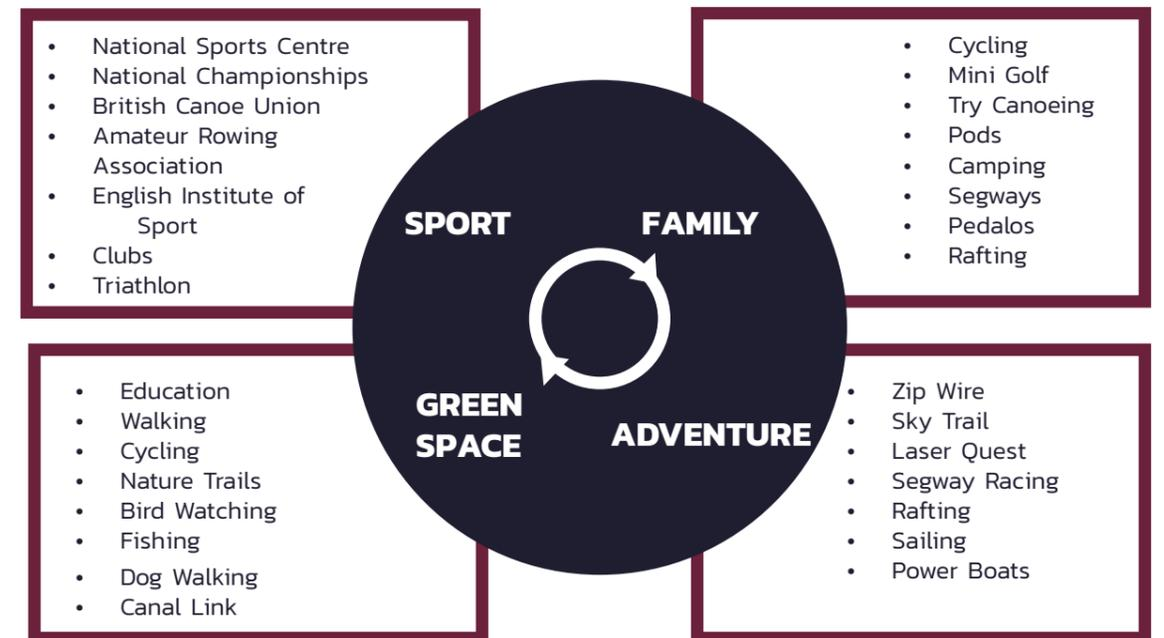 • National Sports Centre
• National Championships
• British Canoe Union
• Amateur Rowing
Association
• English Institute of
Sport
• Clubs
• Triathlon
• Cycling
• Mini Golf
• Try Canoeing
• Pods
• Camping
• Segways
• Pedalos
• Rafting
SPORT
FAMILY
GREEN
SPACE
ADVENTURE
• Education
• Walking
• Cycling
• Nature Trails
• Bird Watching
• Fishing
• Dog Walking
• Canal Link
• Zip Wire
• Sky Trail
• Laser Quest
• Segway Racing
• Rafting
• Sailing
• Power Boats